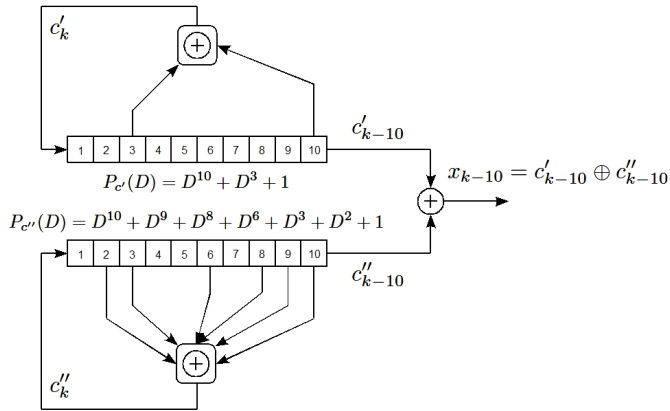 c'_k
1 2 3 4 5 6 7 8 9 10
c'_{k−10}
P_{c'}(D) = D^{10} + D^3 + 1
x_{k−10} = c'_{k−10} ⊕ c''_{k−10}
P_{c''}(D) = D^{10} + D^9 + D^8 + D^6 + D^3 + D^2 + 1
1 2 3 4 5 6 7 8 9 10
c''_{k−10}
c''_k